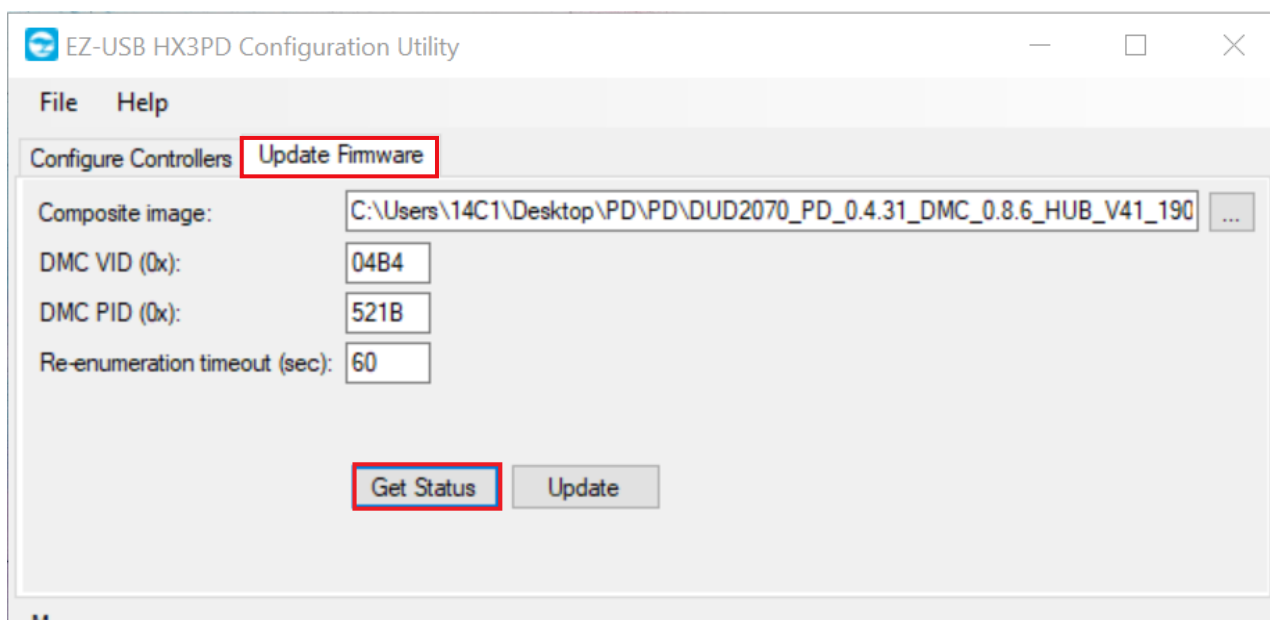 EZ-USB HX3PD Configuration Utility
File Help
Configure Controllers Update Firmware
Composite image: C:\Users\14C1\Desktop\PD\PD\DUD2070_PD_0.4.31_DMC_0.8.6_HUB_V41_190 ...
DMC VID (0x): 04B4
DMC PID (0x): 521B
Re-enumeration timeout (sec): 60
Get Status Update